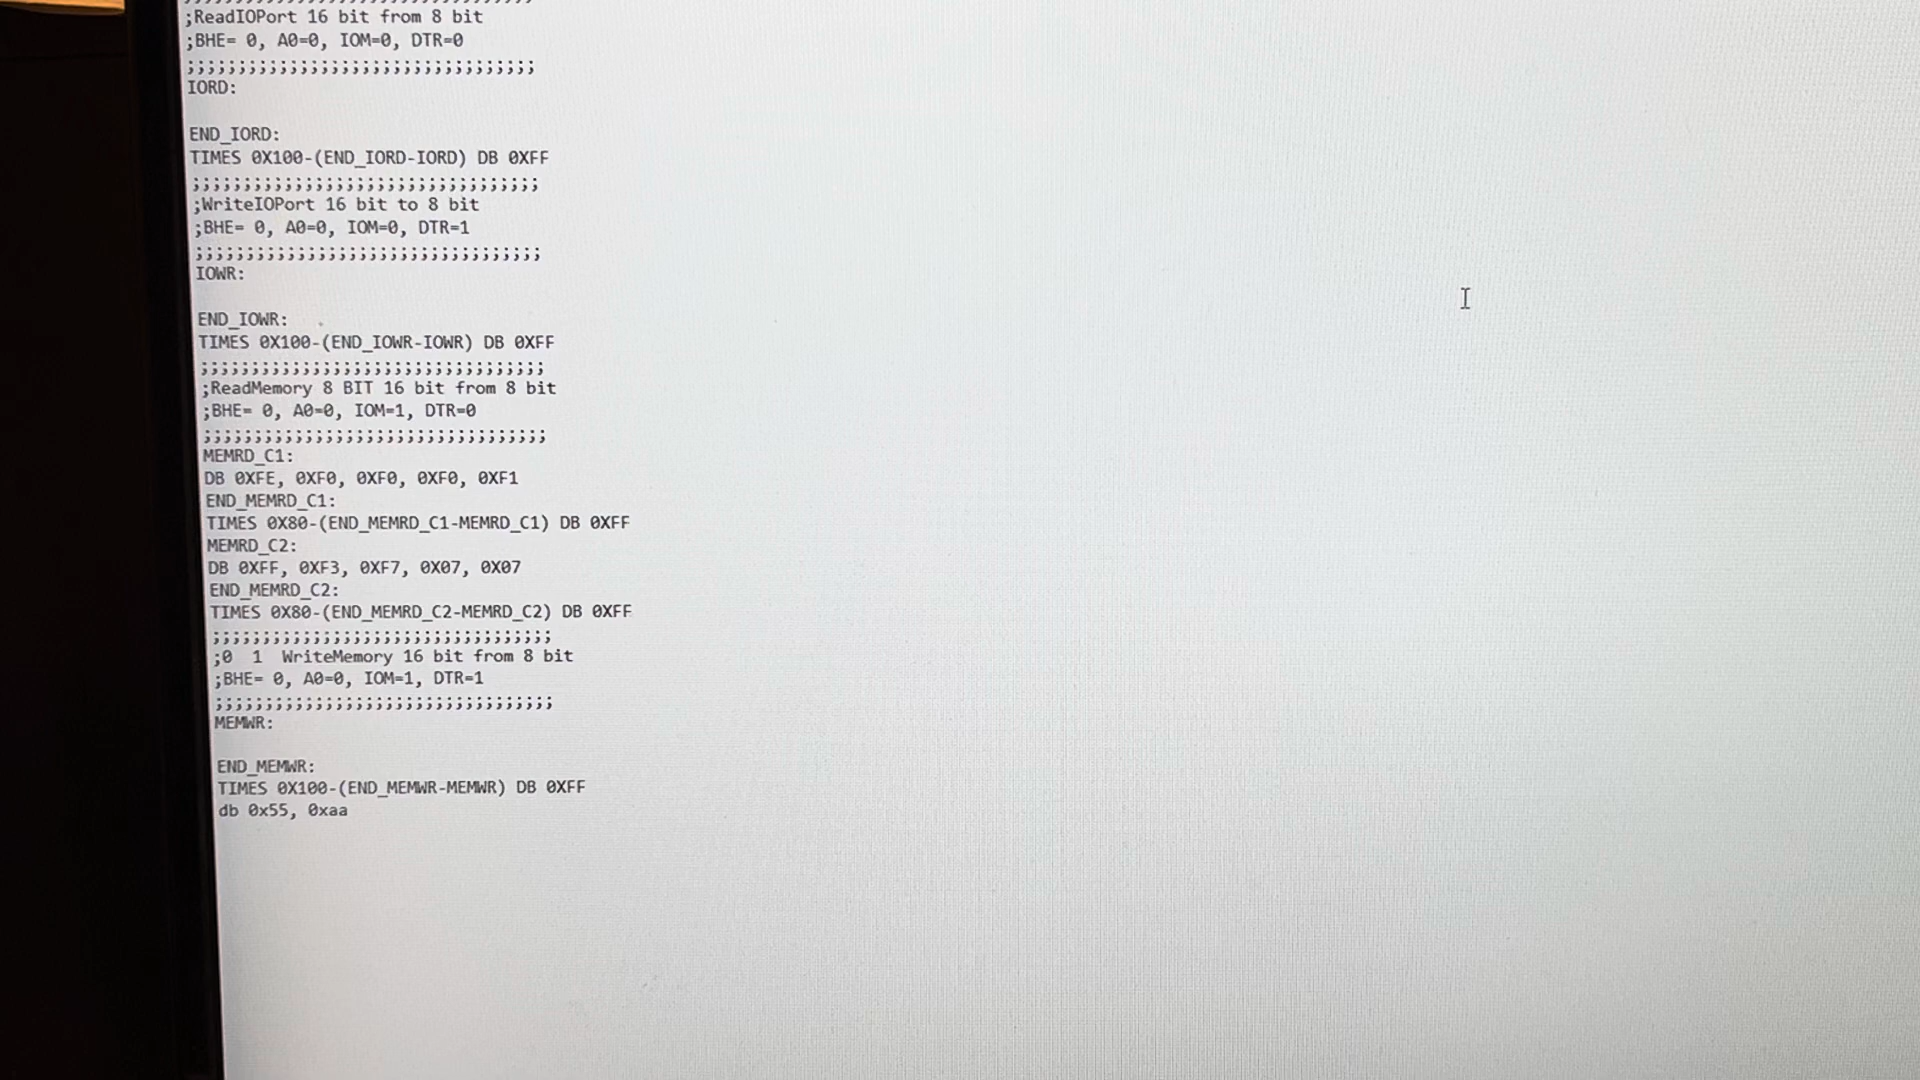 ;ReadIOPort 16 bit from 8 bit
;BHE= 0, A0=0, IOM=0, DTR=0
;;;;;;;;;;;;;;;;;;;;;;;;;;;;;;;;;;
IORD:
END_IORD:
TIMES 0X100-(END_IORD-IORD) DB 0XFF
;;;;;;;;;;;;;;;;;;;;;;;;;;;;;;;;;;
;WriteIOPort 16 bit to 8 bit
;BHE= 0, A0=0, IOM=0, DTR=1
;;;;;;;;;;;;;;;;;;;;;;;;;;;;;;;;;;
IOWR:
END_IOWR:
TIMES 0X100-(END_IOWR-IOWR) DB 0XFF
;;;;;;;;;;;;;;;;;;;;;;;;;;;;;;;;;;
;ReadMemory 8 BIT 16 bit from 8 bit
;BHE= 0, A0=0, IOM=1, DTR=0
;;;;;;;;;;;;;;;;;;;;;;;;;;;;;;;;;;
MEMRD_C1:
DB 0XFE, 0XF0, 0XF0, 0XF0, 0XF1
END_MEMRD_C1:
TIMES 0X80-(END_MEMRD_C1-MEMRD_C1) DB 0XFF
MEMRD_C2:
DB 0XFF, 0XF3, 0XF7, 0X07, 0X07
END_MEMRD_C2:
TIMES 0X80-(END_MEMRD_C2-MEMRD_C2) DB 0XFF
;;;;;;;;;;;;;;;;;;;;;;;;;;;;;;;;;;
;0  1  WriteMemory 16 bit from 8 bit
;BHE= 0, A0=0, IOM=1, DTR=1
;;;;;;;;;;;;;;;;;;;;;;;;;;;;;;;;;;
MEMWR:
END_MEMWR:
TIMES 0X100-(END_MEMWR-MEMWR) DB 0XFF
db 0x55, 0xaa